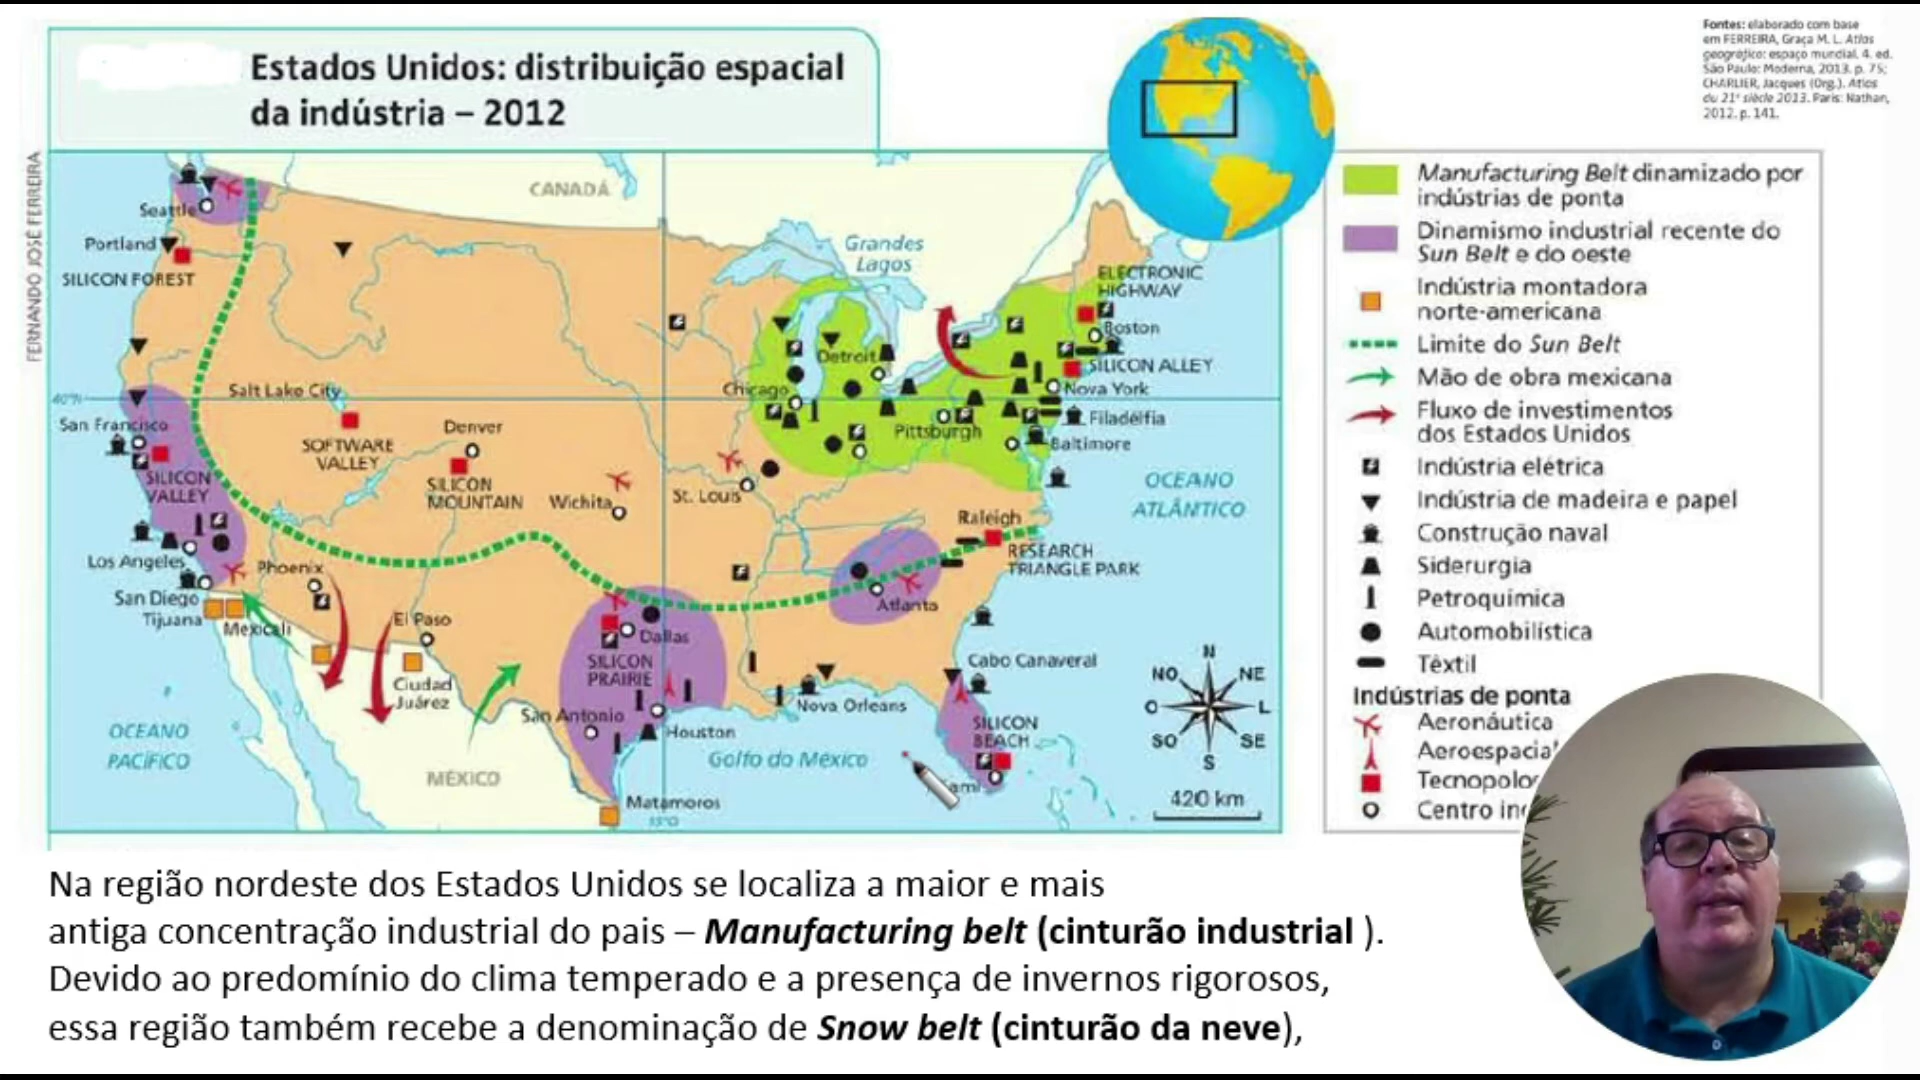 Estados Unidos: distribuição espacial
da indústria – 2012
Fontes: elaborado com base
em FERREIRA, Graça M. L. Atlas
geográfico: espaço mundial. 4. ed.
São Paulo: Moderna, 2013. p. 75;
CHARLIER, Jacques (Org.). Atlas
du 21e siècle 2013. Paris: Nathan,
2012. p. 141.
FERNANDO JOSÉ FERREIRA
CANADÁ
Seattle
Portland
SILICON FOREST
Grandes
Lagos
ELECTRONIC
HIGHWAY
Boston
Detroit
SILICON ALLEY
Chicago
Nova York
40°N
Salt Lake City
San Francisco
Denver
Filadélfia
Pittsburgh
Baltimore
SOFTWARE
VALLEY
SILICON
VALLEY
SILICON
MOUNTAIN
Wichita
St. Louis
OCEANO
ATLÂNTICO
Raleigh
RESEARCH
TRIANGLE PARK
Los Angeles
Phoenix
San Diego
Tijuana
Mexicali
El Paso
Atlanta
Dallas
SILICON
PRAIRIE
Cabo Canaveral
Ciudad
Juárez
San Antonio
Houston
Nova Orleans
SILICON
BEACH
OCEANO
PACÍFICO
MÉXICO
Golfo do México
Matamoros
N
NO
NE
O
L
SO
SE
S
420 km
Manufacturing Belt dinamizado por
indústrias de ponta
Dinamismo industrial recente do
Sun Belt e do oeste
Indústria montadora
norte-americana
Limite do Sun Belt
Mão de obra mexicana
Fluxo de investimentos
dos Estados Unidos
Indústria elétrica
Indústria de madeira e papel
Construção naval
Siderurgia
Petroquímica
Automobilística
Têxtil
Indústrias de ponta
Aeronáutica
Aeroespacial
Tecnopolos
Centro
Na região nordeste dos Estados Unidos se localiza a maior e mais
antiga concentração industrial do pais – Manufacturing belt (cinturão industrial ).
Devido ao predomínio do clima temperado e a presença de invernos rigorosos,
essa região também recebe a denominação de Snow belt (cinturão da neve),